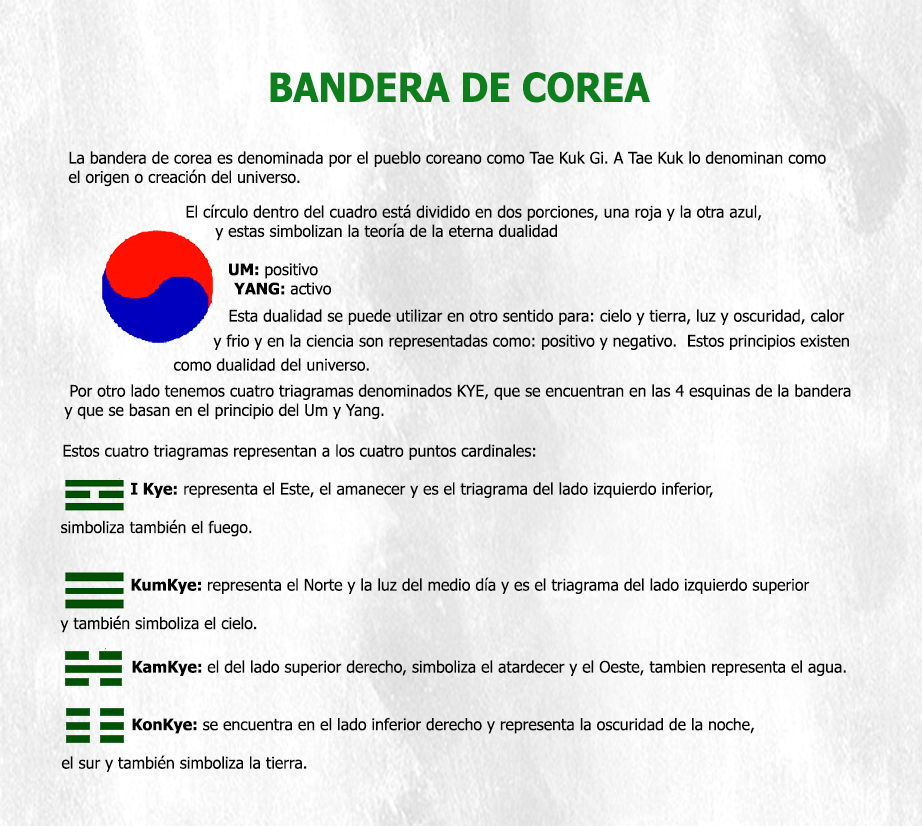 BANDERA DE COREA
La bandera de corea es denominada por el pueblo coreano como Tae Kuk Gi. A Tae Kuk lo denominan como
el origen o creación del universo.
El círculo dentro del cuadro está dividido en dos porciones, una roja y la otra azul,
y estas simbolizan la teoría de la eterna dualidad
UM: positivo
YANG: activo
Esta dualidad se puede utilizar en otro sentido para: cielo y tierra, luz y oscuridad, calor
y frio y en la ciencia son representadas como: positivo y negativo. Estos principios existen
como dualidad del universo.
Por otro lado tenemos cuatro triagramas denominados KYE, que se encuentran en las 4 esquinas de la bandera
y que se basan en el principio del Um y Yang.
Estos cuatro triagramas representan a los cuatro puntos cardinales:
I Kye: representa el Este, el amanecer y es el triagrama del lado izquierdo inferior,
simboliza también el fuego.
KumKye: representa el Norte y la luz del medio día y es el triagrama del lado izquierdo superior
y también simboliza el cielo.
KamKye: el del lado superior derecho, simboliza el atardecer y el Oeste, tambien representa el agua.
KonKye: se encuentra en el lado inferior derecho y representa la oscuridad de la noche,
el sur y también simboliza la tierra.